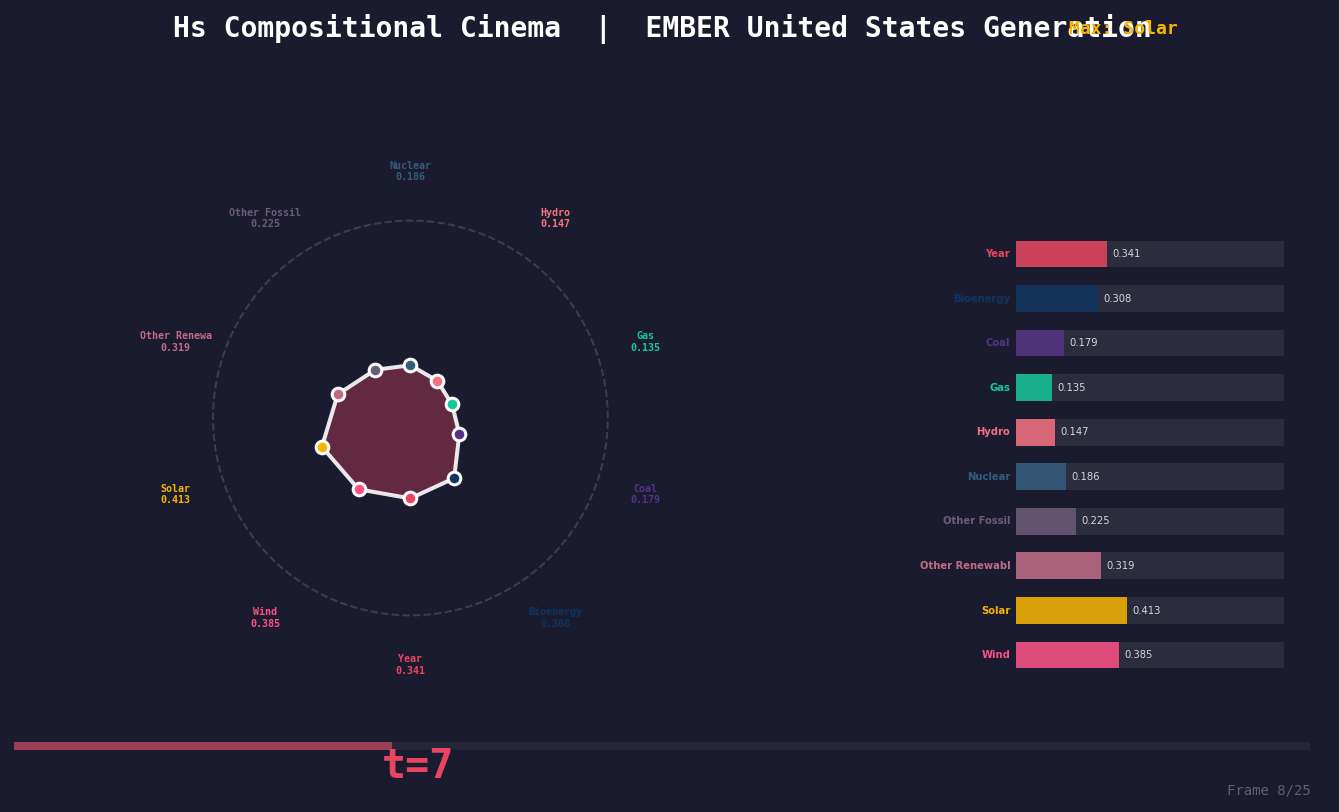 Hs Compositional Cinema  |  EMBER United States Generation
Max: Solar
Nuclear
0.186
Other Fossil
0.225
Hydro
0.147
Other Renewa
0.319
Gas
0.135
Solar
0.413
Coal
0.179
Wind
0.385
Bioenergy
0.308
Year
0.341
Year 0.341
Bioenergy 0.308
Coal 0.179
Gas 0.135
Hydro 0.147
Nuclear 0.186
Other Fossil 0.225
Other Renewabl 0.319
Solar 0.413
Wind 0.385
t=7
Frame 8/25